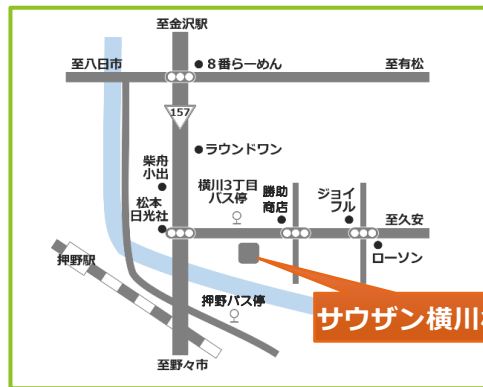 至金沢駅
至八日市
８番らーめん
至有松
157
ラウンドワン
柴舟
小出
横川3丁目
バス停
勝助
商店
ジョイ
フル
松本
日光社
至久安
ローソン
押野駅
押野バス停
サウザン横川
至野々市